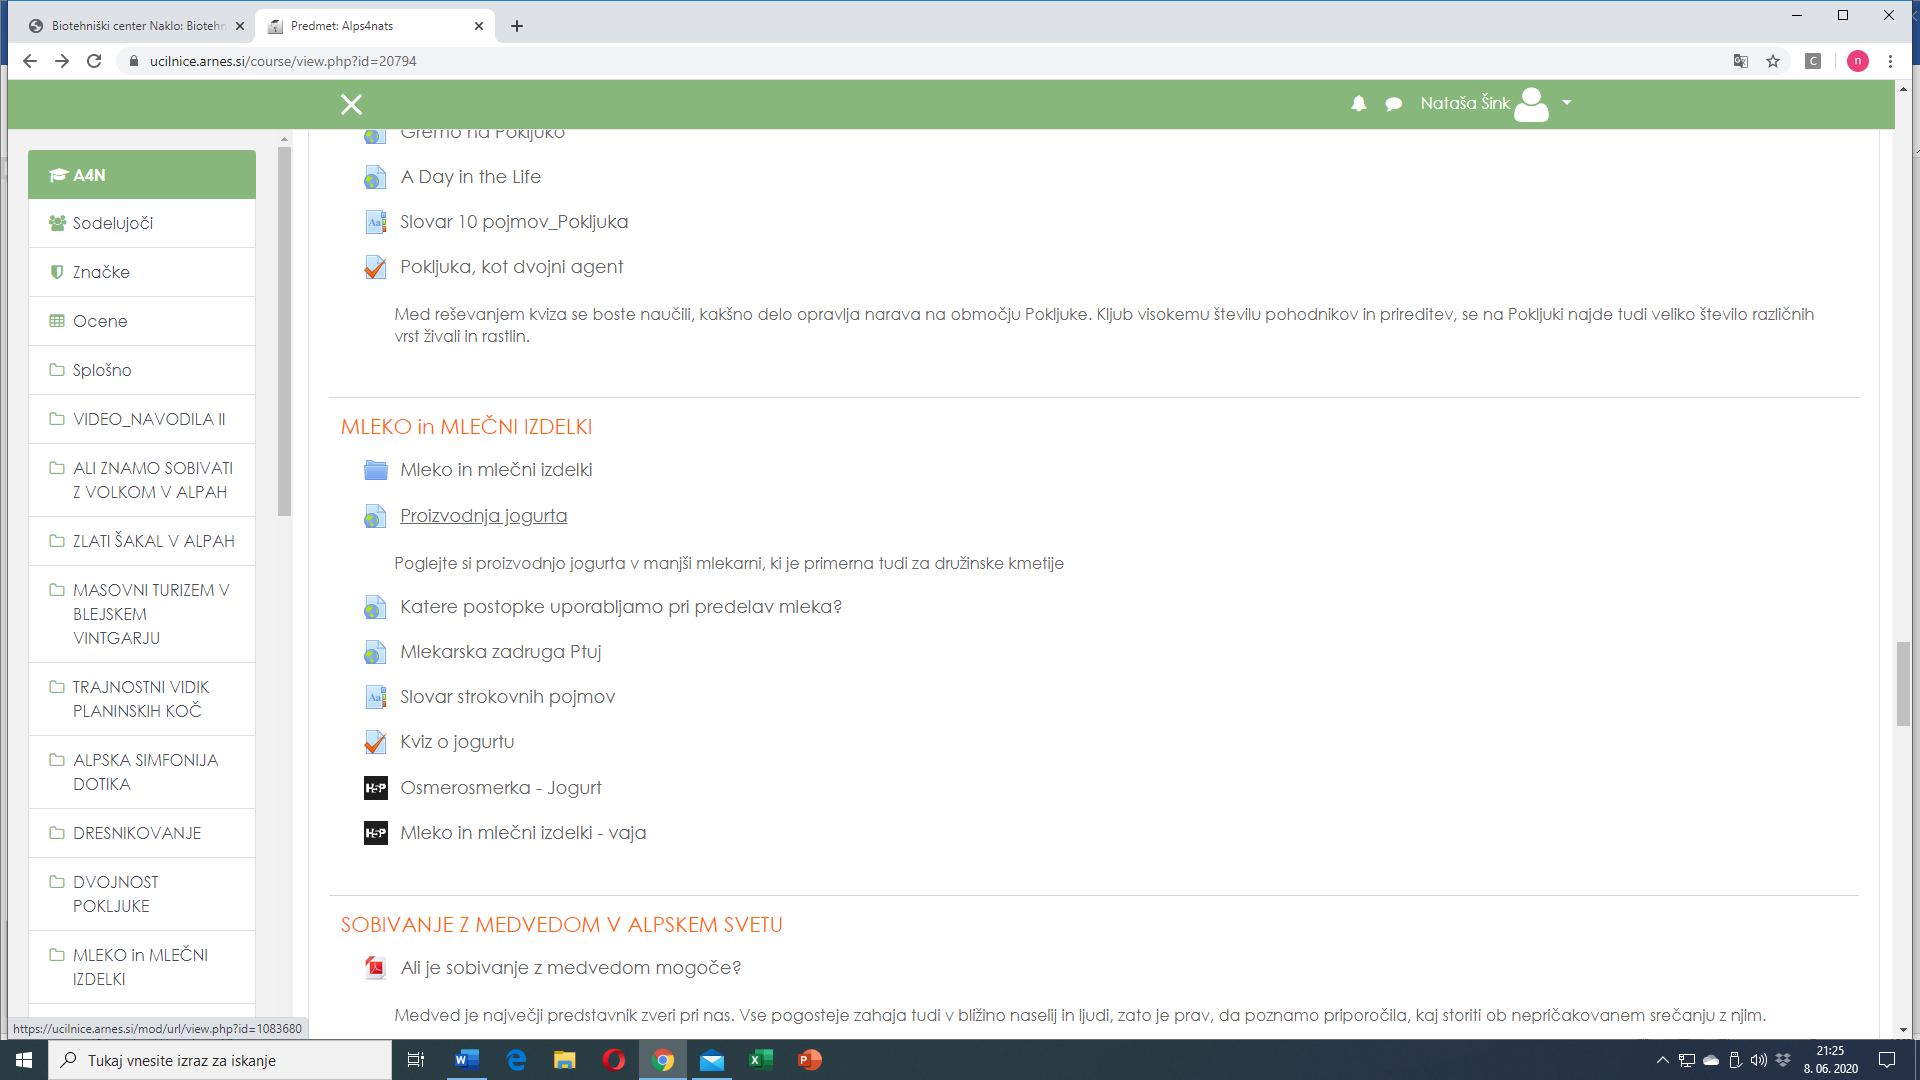 Biotehniški center Naklo: Biotehn
Predmet: Alps4nats
ucilnice.arnes.si/course/view.php?id=20794
C
n
Nataša Šink
A4N
Sodelujoči
Značke
Ocene
Splošno
VIDEO_NAVODILA II
ALI ZNAMO SOBIVATI
Z VOLKOM V ALPAH
ZLATI ŠAKAL V ALPAH
MASOVNI TURIZEM V
BLEJSKEM
VINTGARJU
TRAJNOSTNI VIDIK
PLANINSKIH KOČ
ALPSKA SIMFONIJA
DOTIKA
DRESNIKOVANJE
DVOJNOST
POKLJUKE
MLEKO in MLEČNI
IZDELKI
Gremo na Pokljuko
A Day in the Life
Slovar 10 pojmov_Pokljuka
Pokljuka, kot dvojni agent
Med reševanjem kviza se boste naučili, kakšno delo opravlja narava na območju Pokljuke. Kljub visokemu številu pohodnikov in prireditev, se na Pokljuki najde tudi veliko število različnih
vrst živali in rastlin.
MLEKO in MLEČNI IZDELKI
Mleko in mlečni izdelki
Proizvodnja jogurta
Poglejte si proizvodnjo jogurta v manjši mlekarni, ki je primerna tudi za družinske kmetije
Katere postopke uporabljamo pri predelav mleka?
Mlekarska zadruga Ptuj
Slovar strokovnih pojmov
Kviz o jogurtu
H5P Osmerosmerka - Jogurt
H5P Mleko in mlečni izdelki - vaja
SOBIVANJE Z MEDVEDOM V ALPSKEM SVETU
Ali je sobivanje z medvedom mogoče?
Medved je največji predstavnik zveri pri nas. Vse pogosteje zahaja tudi v bližino naselij in ljudi, zato je prav, da poznamo priporočila, kaj storiti ob nepričakovanem srečanju z njim.
https://ucilnice.arnes.si/mod/url/view.php?id=1083680
Tukaj vnesite izraz za iskanje
21:25
8. 06. 2020